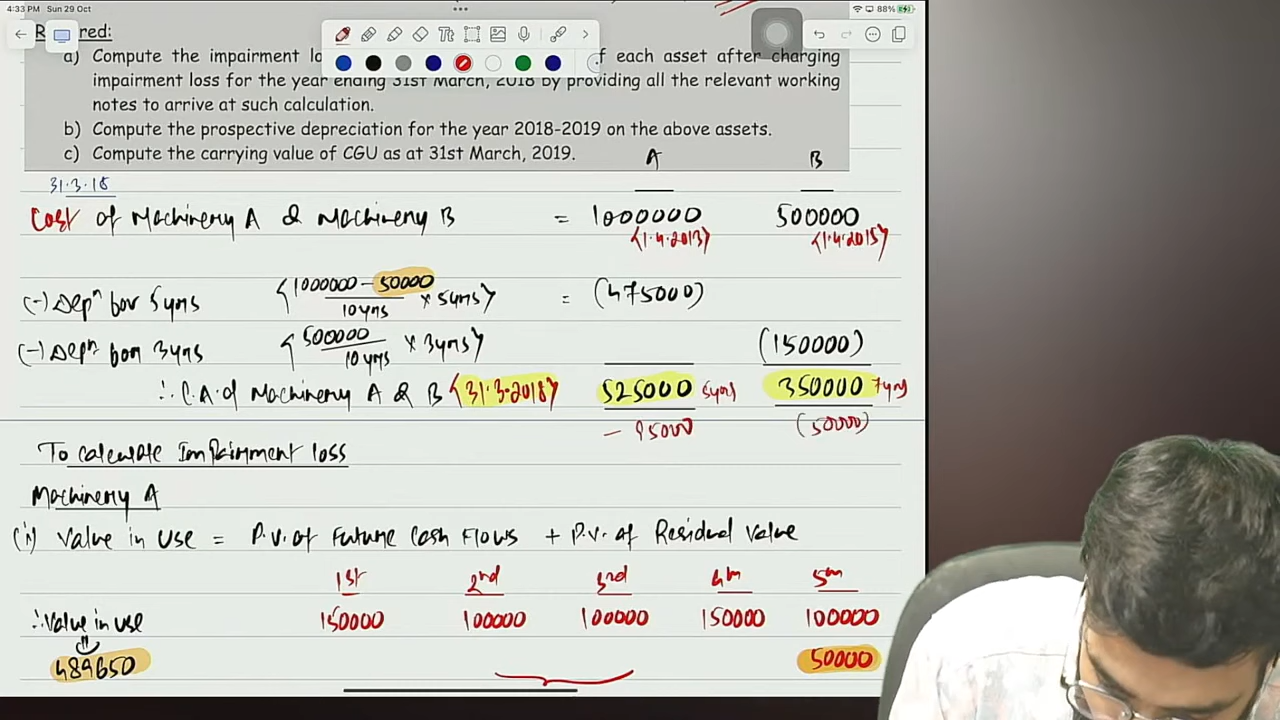 4:33 PM Sun 29 Oct
88%
Required:
a) Compute the impairment lo f each asset after charging
impairment loss for the year ending 31st March, 2018 by providing all the relevant working
notes to arrive at such calculation.
b) Compute the prospective depreciation for the year 2018-2019 on the above assets.
c) Compute the carrying value of CGU as at 31st March, 2019.
A B
31.3.18
Cost of Machinery A & Machinery B = 1000000 500000
<1.4.2013> <1.4.2015>
(-) Depn for 5yrs <1000000 - 50000 / 10yrs × 5yrs> = (475000)
(-) Depn for 3yrs <500000 / 10yrs × 3yrs> (150000)
∴ C.A. of Machinery A & B <31.3.2018> 525000 5yrs 350000 7yrs
- 95000 (50000)
To calculate Impairment loss
Machinery A
(i) Value in use = P.V. of Future Cash Flows + P.V. of Residual Value
1st 2nd 3rd 4th 5th
∴ Value in use 150000 100000 100000 150000 100000
489650 50000